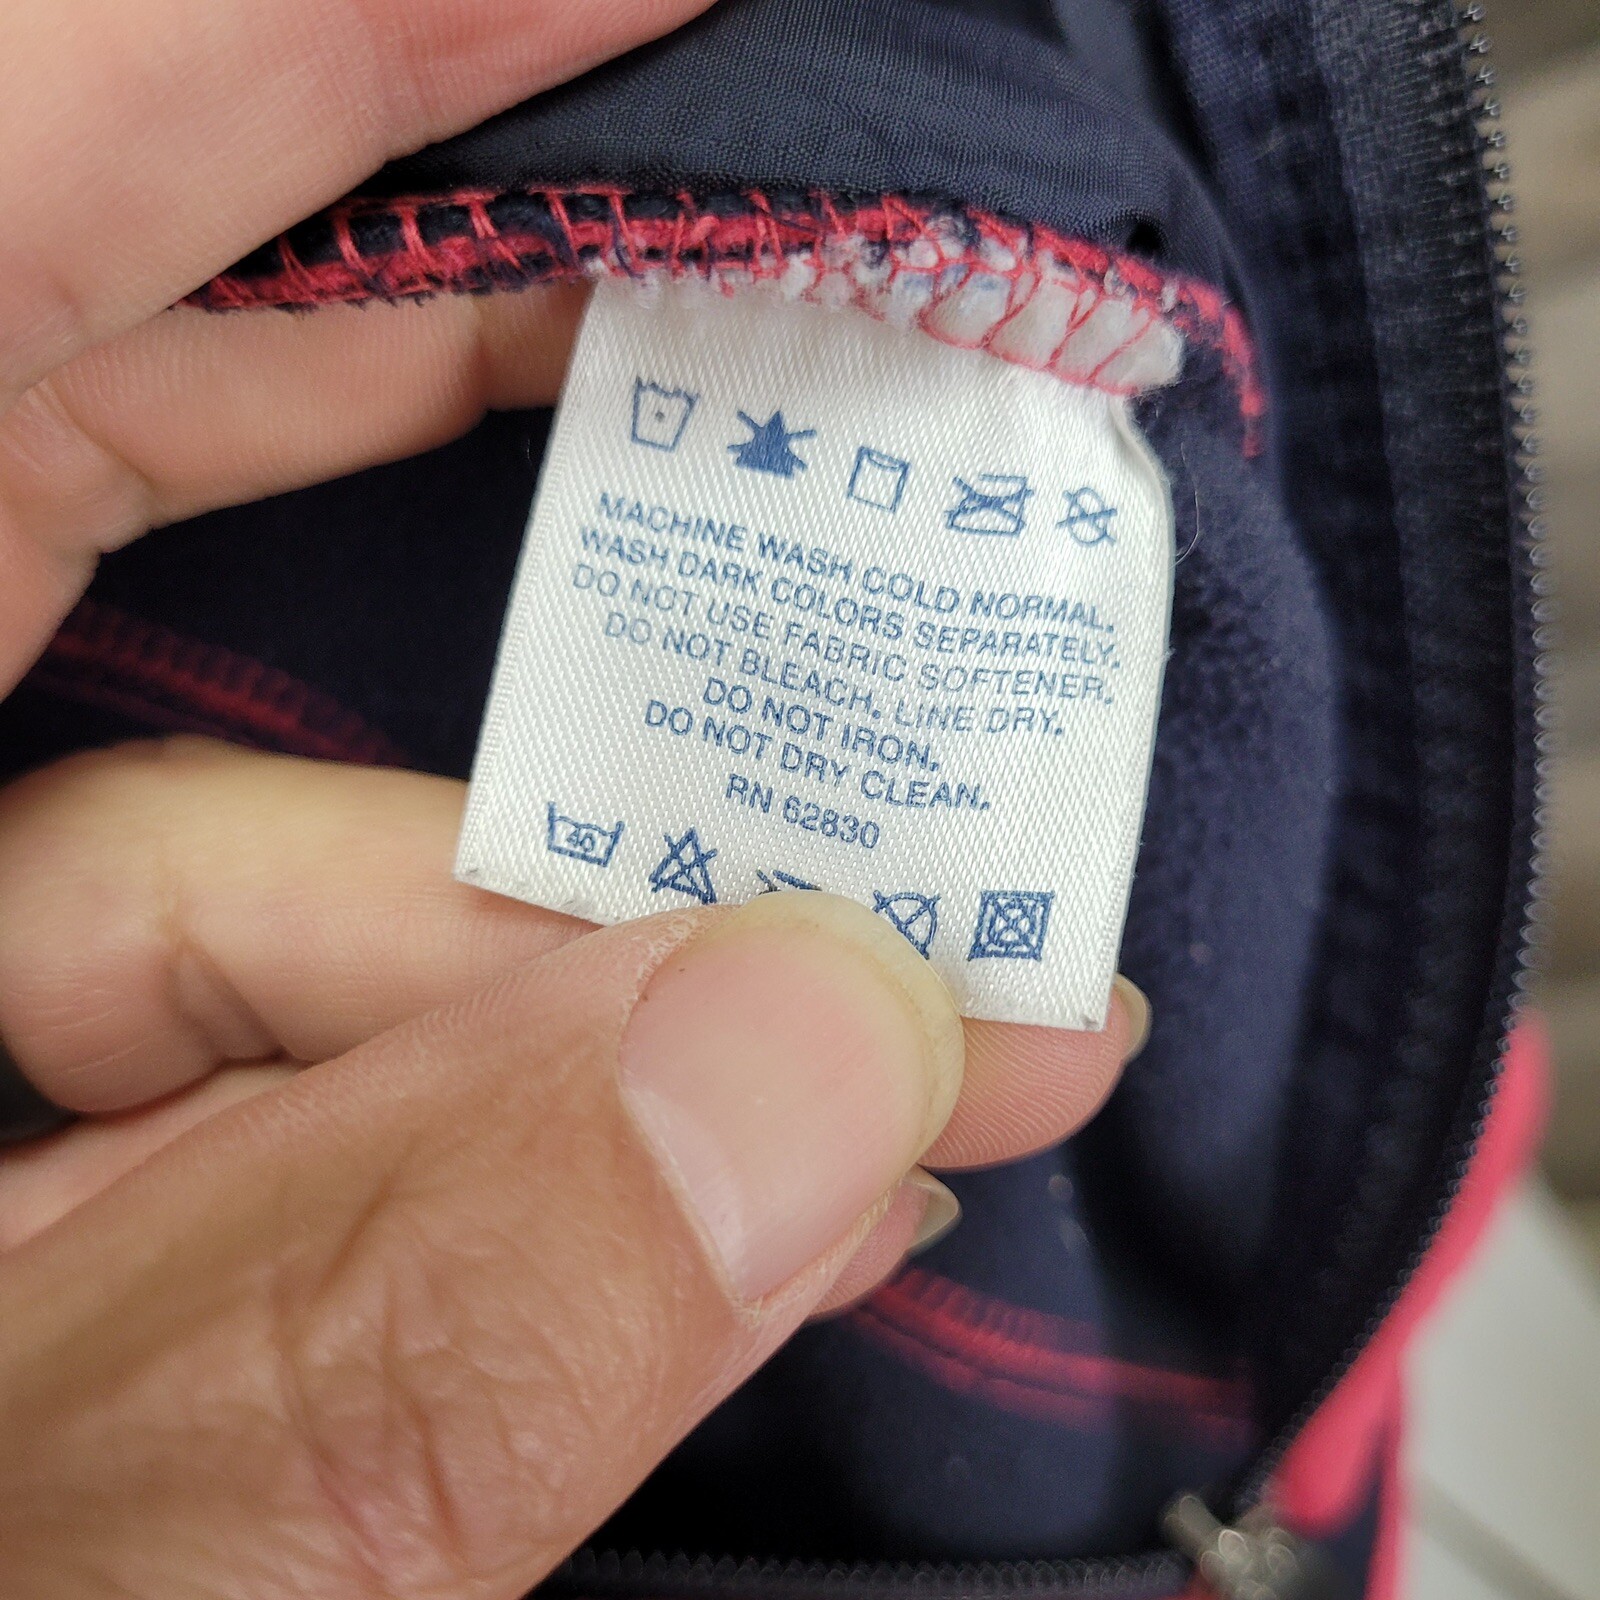 MACHINE WASH COLD NORMAL.
WASH DARK COLORS SEPARATELY.
DO NOT USE FABRIC SOFTENER.
DO NOT BLEACH. LINE DRY.
DO NOT IRON.
DO NOT DRY CLEAN.
RN 62830
40